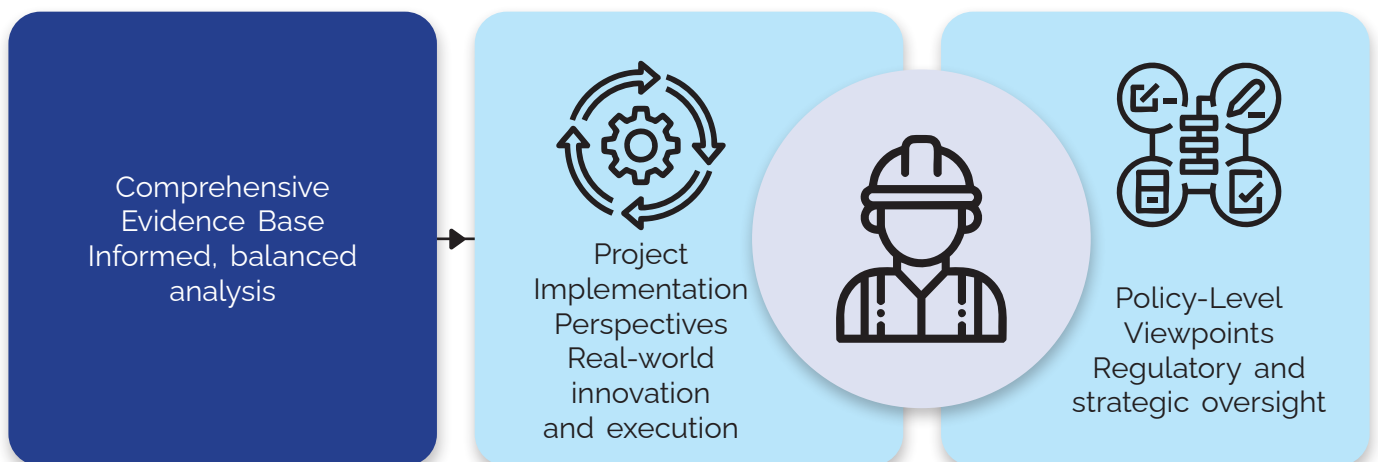 Comprehensive
Evidence Base
Informed, balanced
analysis
Project
Implementation
Perspectives
Real-world
innovation
and execution
Policy-Level
Viewpoints
Regulatory and
strategic oversight